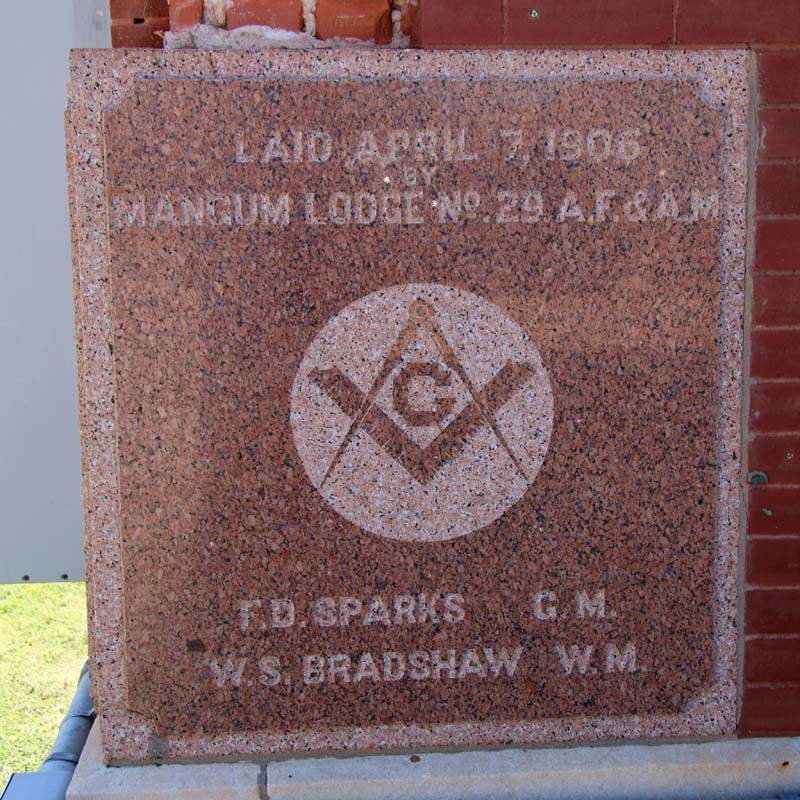 LAID APRIL 7, 1906
BY
MANGUM LODGE No. 29 A.F. & A.M
G
F.D. SPARKS G.M.
W.S. BRADSHAW W.M.